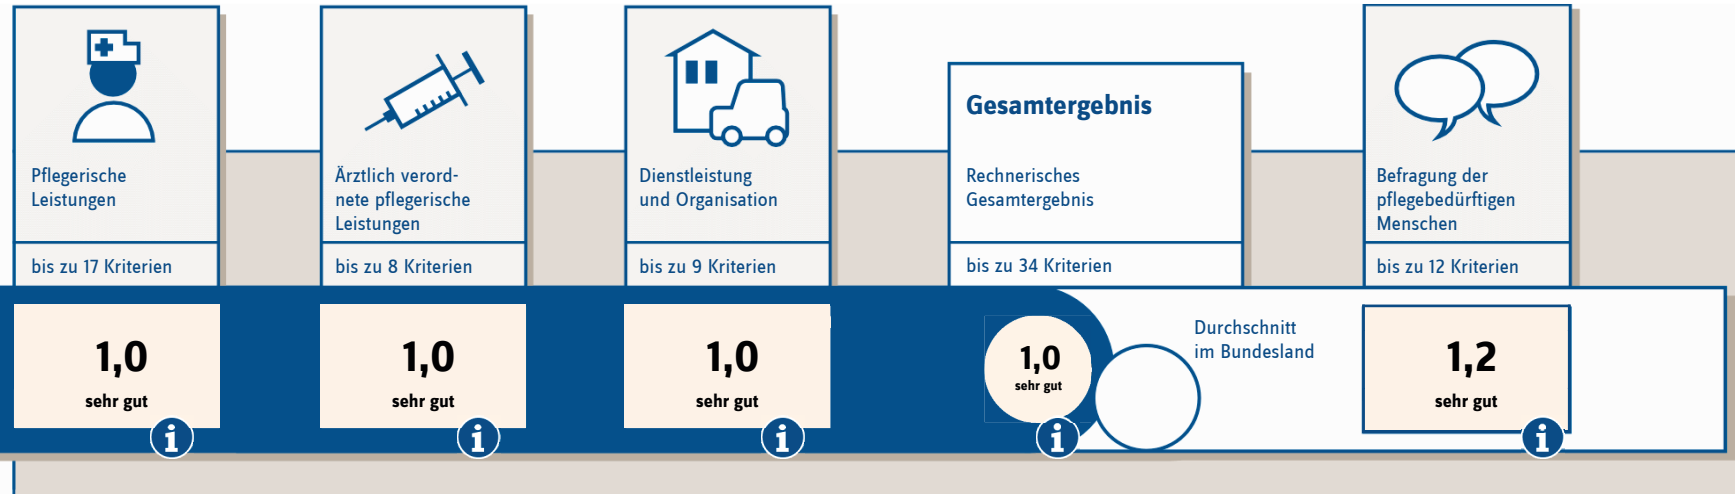 Pflegerische
Leistungen
bis zu 17 Kriterien
1,0
sehr gut
i
Ärztlich verord-
nete pflegerische
Leistungen
bis zu 8 Kriterien
1,0
sehr gut
i
Dienstleistung
und Organisation
bis zu 9 Kriterien
1,0
sehr gut
i
Gesamtergebnis
Rechnerisches
Gesamtergebnis
bis zu 34 Kriterien
1,0
sehr gut
i
Durchschnitt
im Bundesland
Befragung der
pflegebedürftigen
Menschen
bis zu 12 Kriterien
1,2
sehr gut
i